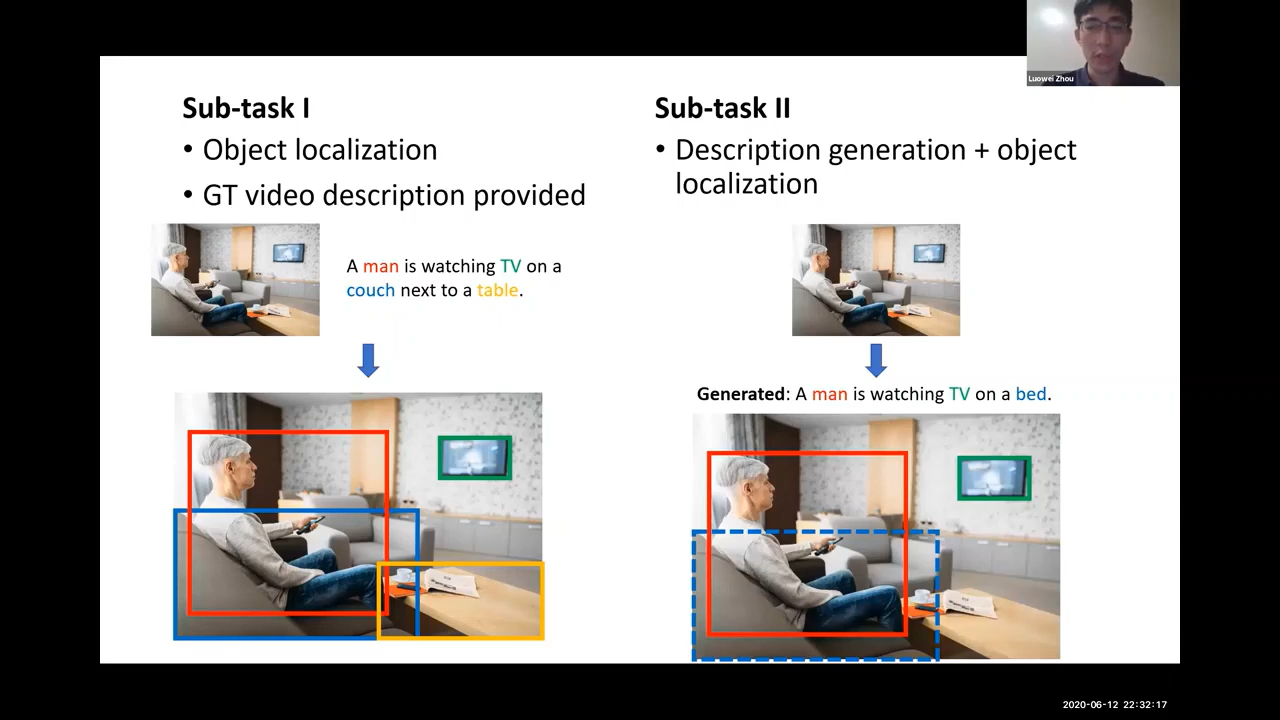 Luowei Zhou
Sub-task I
• Object localization
• GT video description provided
A man is watching TV on a
couch next to a table.
Sub-task II
• Description generation + object
localization
Generated: A man is watching TV on a bed.
2020-06-12 22:32:17